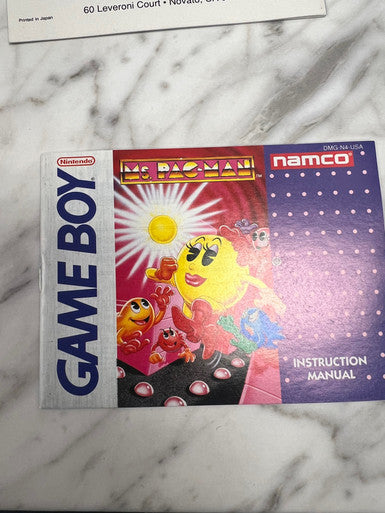 60 Leveroni Court • Novato,
Printed in Japan
Nintendo
GAME BOY
Ms. PAC-MAN
TM
DMG-N4-USA
namco
INSTRUCTION
MANUAL